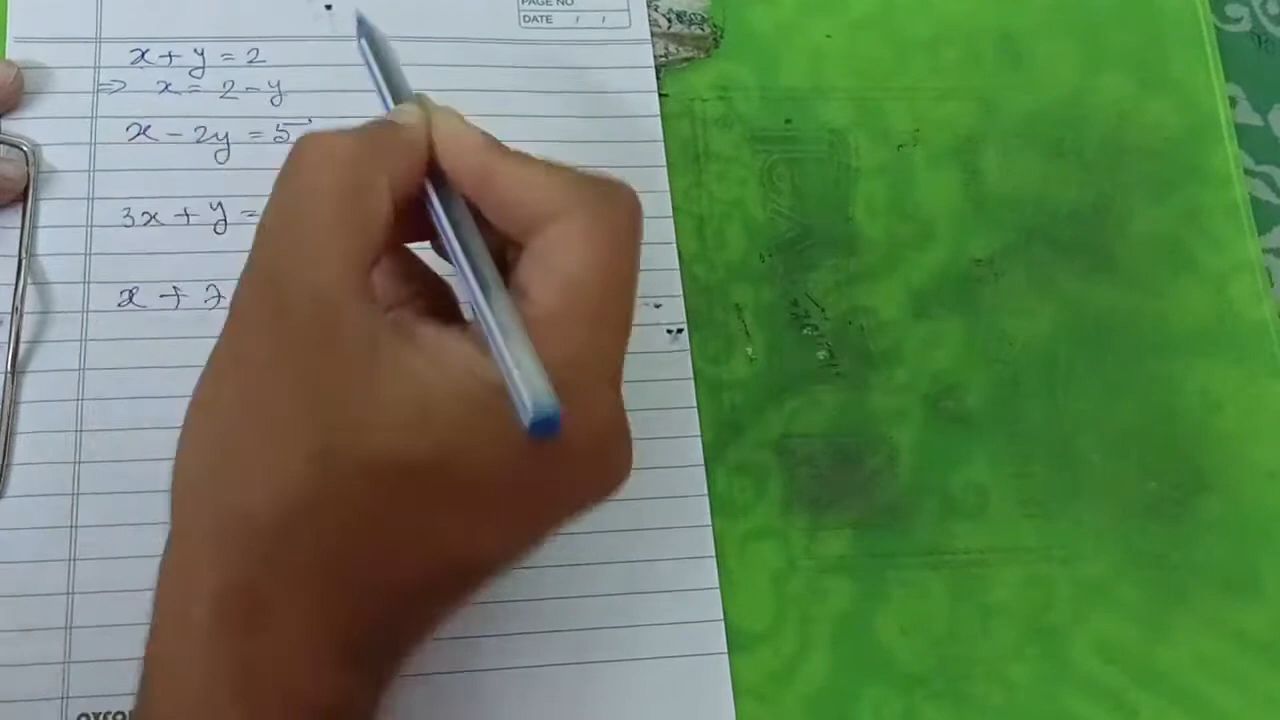 PAGE NO
DATE / /
x + y = 2
⇒ x = 2 - y
x - 2y = 5
3x + y =
x + 2